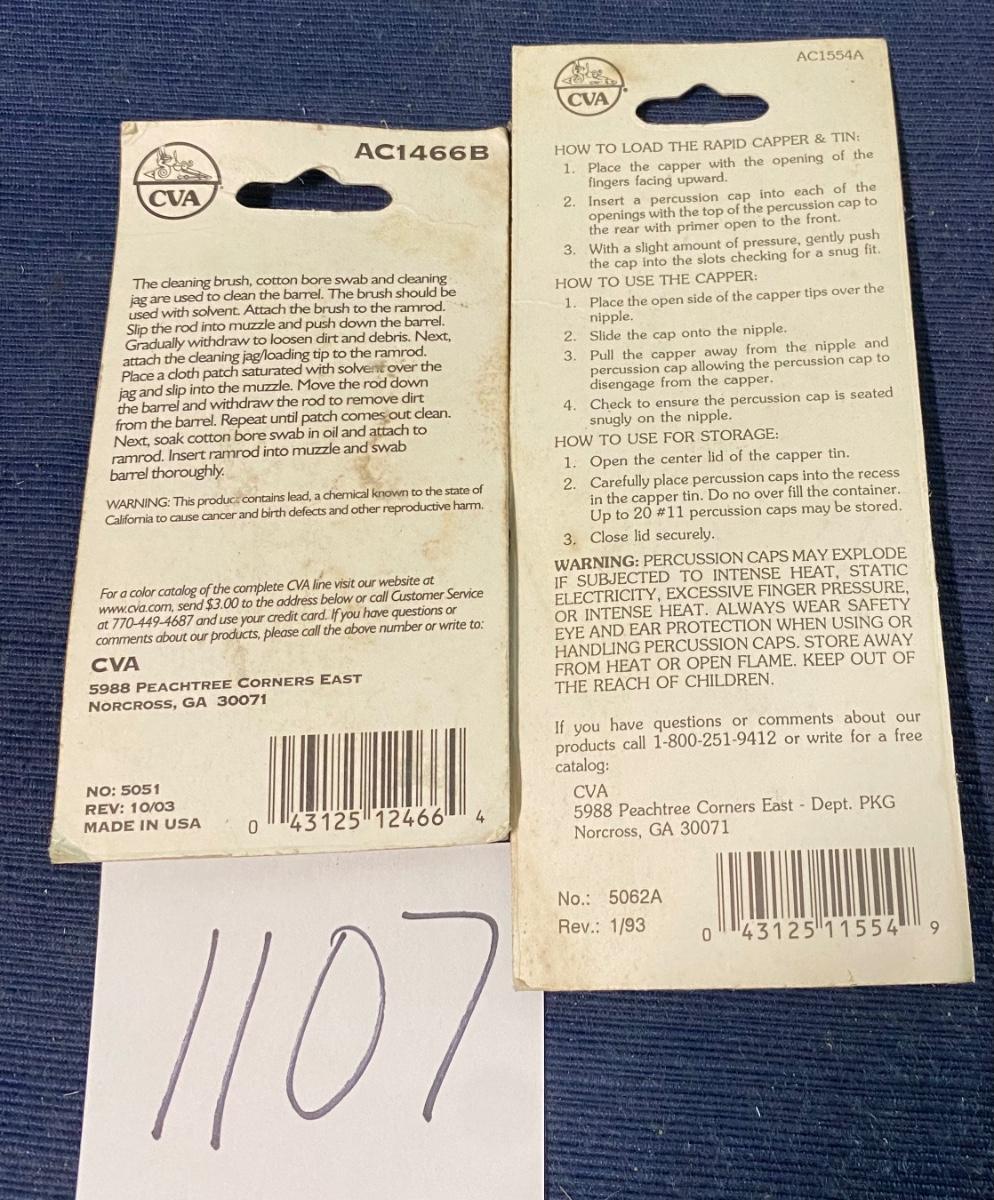 CVA
AC1466B
The cleaning brush, cotton bore swab and cleaning
jag are used to clean the barrel. The brush should be
used with solvent. Attach the brush to the ramrod.
Slip the rod into muzzle and push down the barrel.
Gradually withdraw to loosen dirt and debris. Next,
attach the cleaning jag/loading tip to the ramrod.
Place a cloth patch saturated with solvent over the
jag and slip into the muzzle. Move the rod down
the barrel and withdraw the rod to remove dirt
from the barrel. Repeat until patch comes out clean.
Next, soak cotton bore swab in oil and attach to
ramrod. Insert ramrod into muzzle and swab
barrel thoroughly.
WARNING: This product contains lead, a chemical known to the state of
California to cause cancer and birth defects and other reproductive harm.
For a color catalog of the complete CVA line visit our website at
www.cva.com, send $3.00 to the address below or call Customer Service
at 770-449-4687 and use your credit card. If you have questions or
comments about our products, please call the above number or write to:
CVA
5988 PEACHTREE CORNERS EAST
NORCROSS, GA 30071
NO: 5051
REV: 10/03
MADE IN USA
0 43125 12466 4
CVA
AC1554A
HOW TO LOAD THE RAPID CAPPER & TIN:
1. Place the capper with the opening of the
fingers facing upward.
2. Insert a percussion cap into each of the
openings with the top of the percussion cap to
the rear with primer open to the front.
3. With a slight amount of pressure, gently push
the cap into the slots checking for a snug fit.
HOW TO USE THE CAPPER:
1. Place the open side of the capper tips over the
nipple.
2. Slide the cap onto the nipple.
3. Pull the capper away from the nipple and
percussion cap allowing the percussion cap to
disengage from the capper.
4. Check to ensure the percussion cap is seated
snugly on the nipple.
HOW TO USE FOR STORAGE:
1. Open the center lid of the capper tin.
2. Carefully place percussion caps into the recess
in the capper tin. Do no over fill the container.
Up to 20 #11 percussion caps may be stored.
3. Close lid securely.
WARNING: PERCUSSION CAPS MAY EXPLODE
IF SUBJECTED TO INTENSE HEAT, STATIC
ELECTRICITY, EXCESSIVE FINGER PRESSURE,
OR INTENSE HEAT. ALWAYS WEAR SAFETY
EYE AND EAR PROTECTION WHEN USING OR
HANDLING PERCUSSION CAPS. STORE AWAY
FROM HEAT OR OPEN FLAME. KEEP OUT OF
THE REACH OF CHILDREN.
If you have questions or comments about our
products call 1-800-251-9412 or write for a free
catalog:
CVA
5988 Peachtree Corners East - Dept. PKG
Norcross, GA 30071
No.: 5062A
Rev.: 1/93
0 43125 11554 9
1107